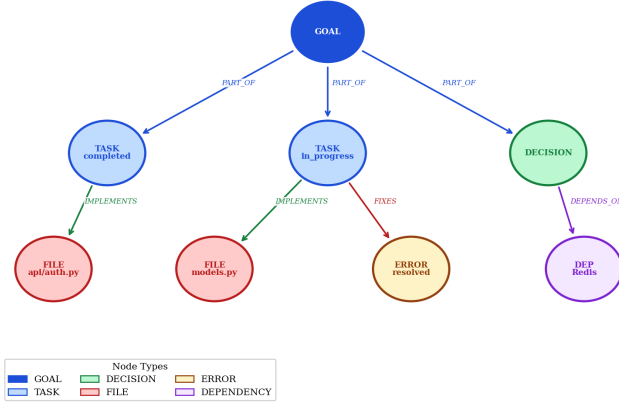 GOAL
PART_OF
PART_OF
PART_OF
TASK
completed
TASK
in_progress
DECISION
IMPLEMENTS
IMPLEMENTS
FIXES
DEPENDS_ON
FILE
api/auth.py
FILE
models.py
ERROR
resolved
DEP
Redis
Node Types
GOAL
DECISION
ERROR
TASK
FILE
DEPENDENCY